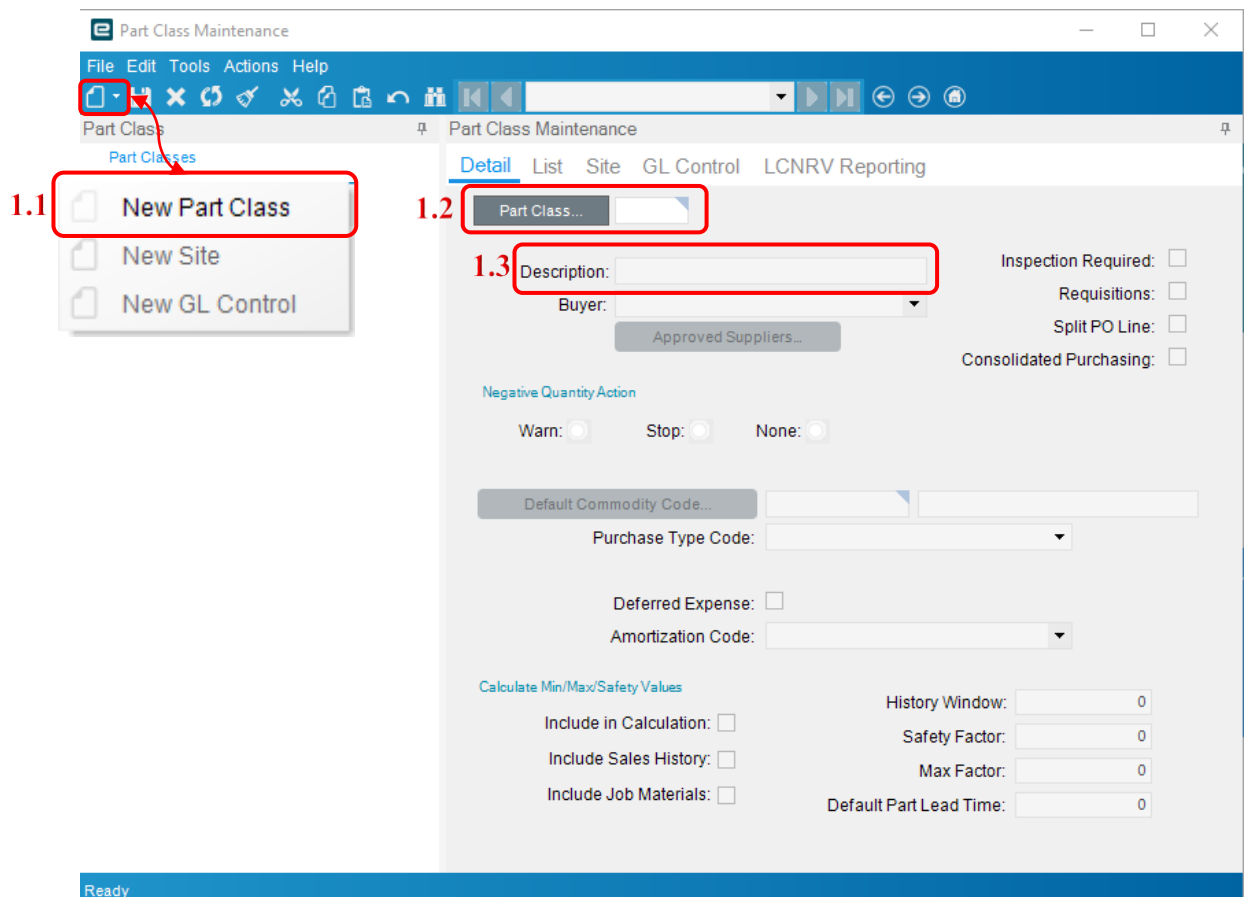 Part Class Maintenance
File Edit Tools Actions Help
Part Class
Part Classes
1.1
New Part Class
New Site
New GL Control
Part Class Maintenance
Detail List Site GL Control LCNRV Reporting
1.2 Part Class...
1.3 Description:
Inspection Required:
Buyer:
Requisitions:
Approved Suppliers...
Split PO Line:
Consolidated Purchasing:
Negative Quantity Action
Warn: Stop: None:
Default Commodity Code...
Purchase Type Code:
Deferred Expense:
Amortization Code:
Calculate Min/Max/Safety Values
History Window: 0
Include in Calculation:
Safety Factor: 0
Include Sales History:
Max Factor: 0
Include Job Materials:
Default Part Lead Time: 0
Ready